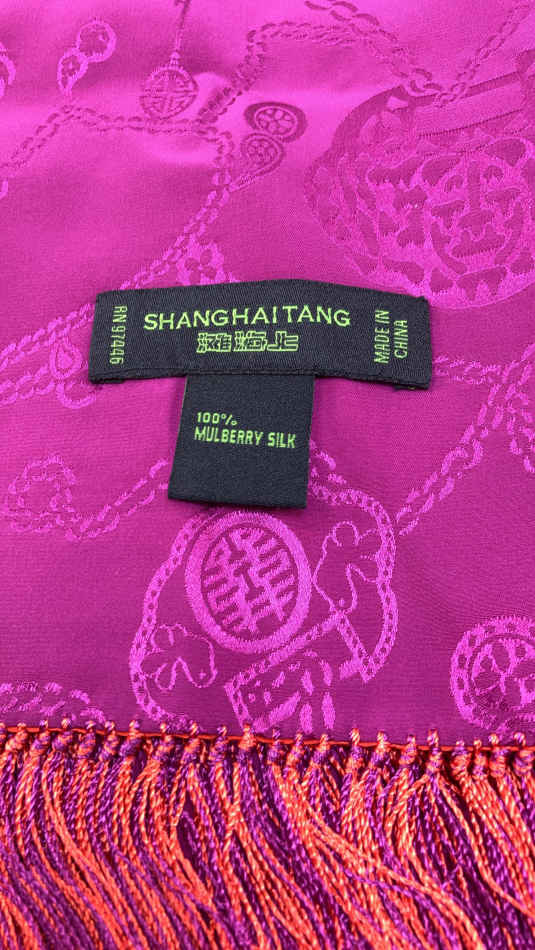 RN 97446
SHANGHAI TANG
灘海上
MADE IN
CHINA
100%
MULBERRY SILK